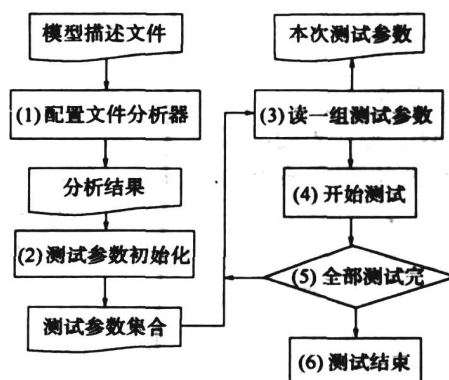 模型描述文件
(1)配置文件分析器
分析结果
(2)测试参数初始化
测试参数集合
本次测试参数
(3)读一组测试参数
(4)开始测试
(5)全部测试完
(6)测试结束